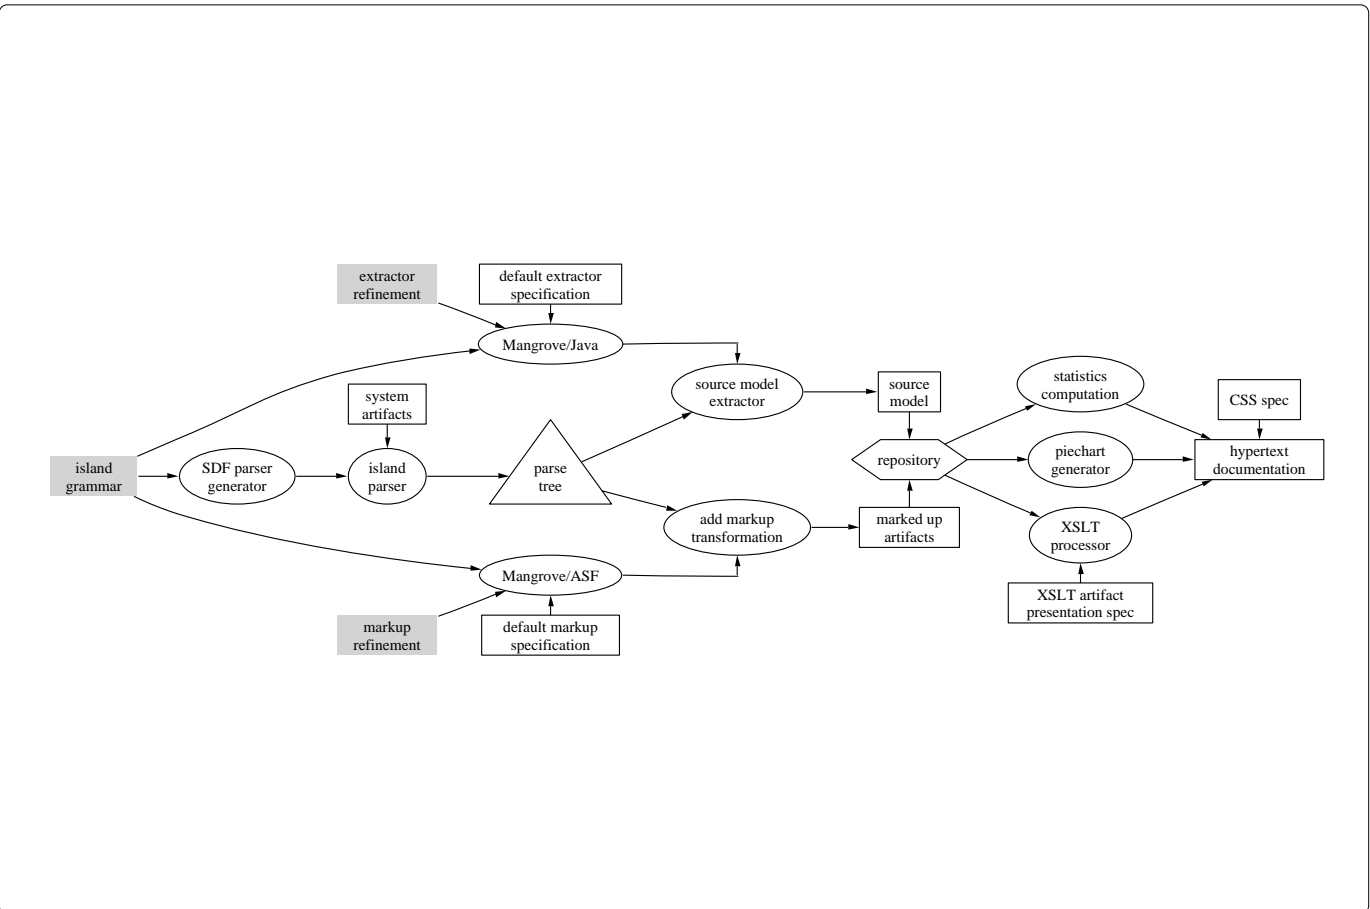 extractor
refinement
default extractor
specification
Mangrove/Java
system
artifacts
source model
extractor
source
model
statistics
computation
CSS spec
island
grammar
SDF parser
generator
island
parser
parse
tree
repository
piechart
generator
hypertext
documentation
add markup
transformation
marked up
artifacts
XSLT
processor
Mangrove/ASF
XSLT artifact
presentation spec
markup
refinement
default markup
specification